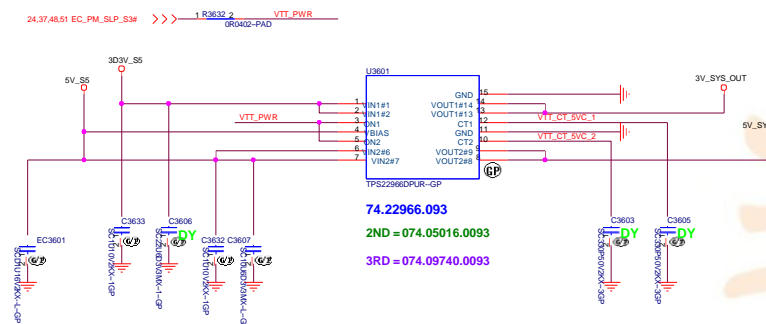 24,37,48,51 EC_PM_SLP_S3#
1 R3632 2
VTT_PWR
0R0402-PAD
3D3V_S5
5V_S5
U3601
3V_SYS_OUT
1 VIN1#1
2 VIN1#2
3 ON1
4 VBIAS
5 ON2
6 VIN2#6
7 VIN2#7
GND 15
VOUT1#14 14
VOUT1#13 13
CT1 12
GND 11
CT2 10
VOUT2#9 9
VOUT2#8 8
VTT_PWR
VTT_CT_5VC_1
VTT_CT_5VC_2
5V_SY
GP
TPS22966DPUR--GP
74.22966.093
2ND = 074.05016.0093
3RD = 074.09740.0093
EC3601
C3633
C3606
DY
C3632
C3607
C3603
DY
C3605
DY